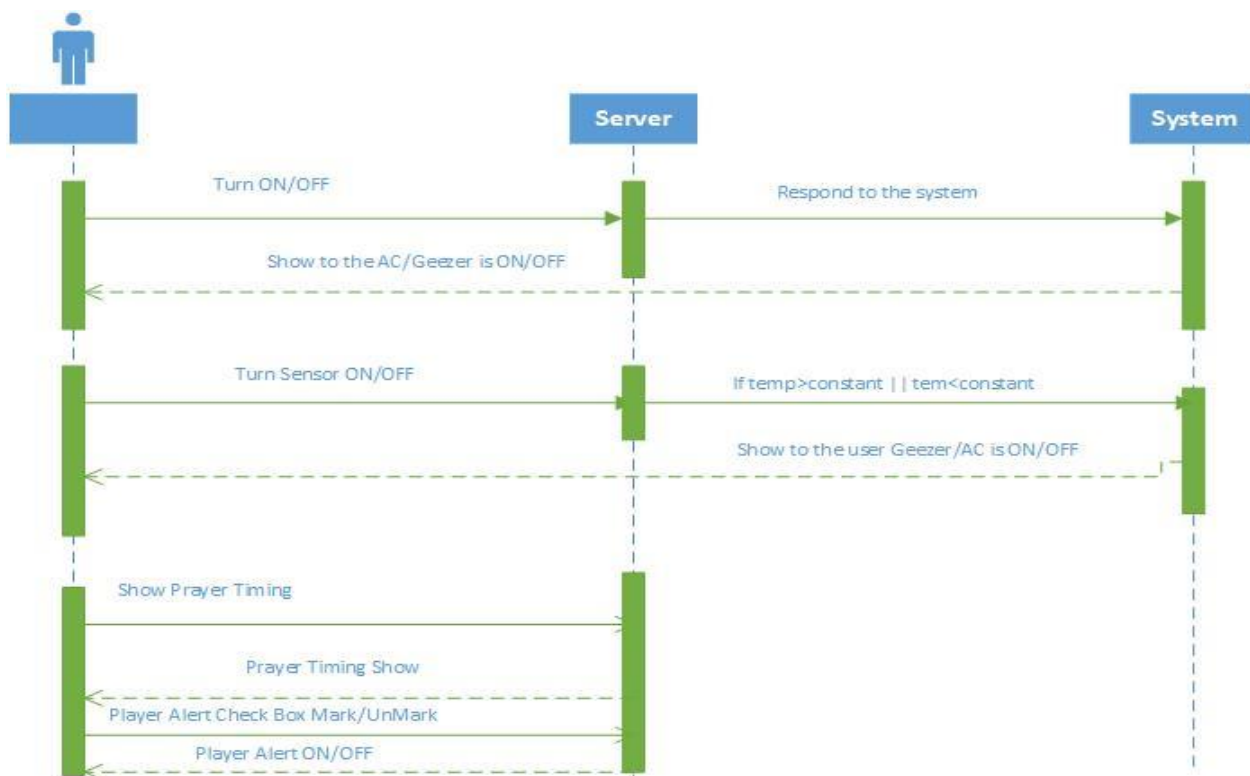 Server
System
Turn ON/OFF
Respond to the system
Show to the AC/Geezer is ON/OFF
Turn Sensor ON/OFF
If temp>constant || tem<constant
Show to the user Geezer/AC is ON/OFF
Show Prayer Timing
Prayer Timing Show
Player Alert Check Box Mark/UnMark
Player Alert ON/OFF